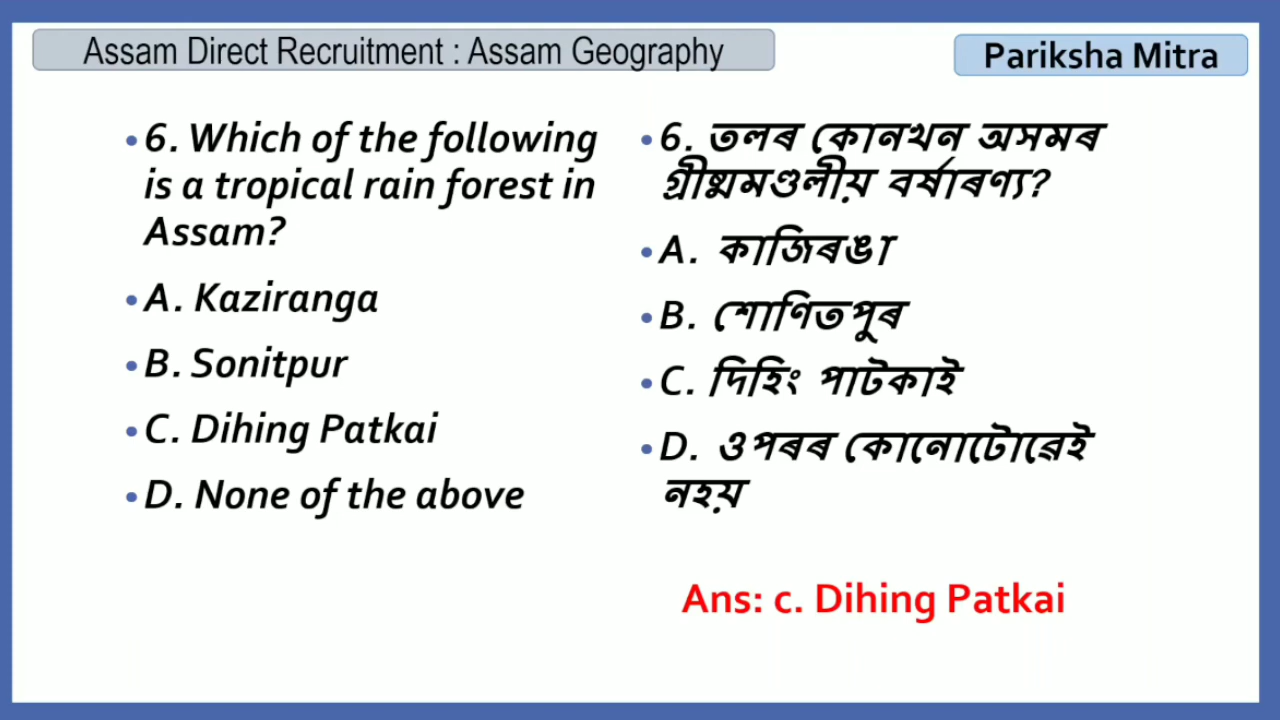 Assam Direct Recruitment : Assam Geography
Pariksha Mitra
• 6. Which of the following
is a tropical rain forest in
Assam?
• A. Kaziranga
• B. Sonitpur
• C. Dihing Patkai
• D. None of the above
• 6. তলৰ কোনখন অসমৰ
গ্ৰীষ্মমণ্ডলীয় বৰ্ষাৰণ্য?
• A. কাজিৰঙা
• B. শোণিতপুৰ
• C. দিহিং পাটকাই
• D. ওপৰৰ কোনোটোৱেই
নহয়
Ans: c. Dihing Patkai